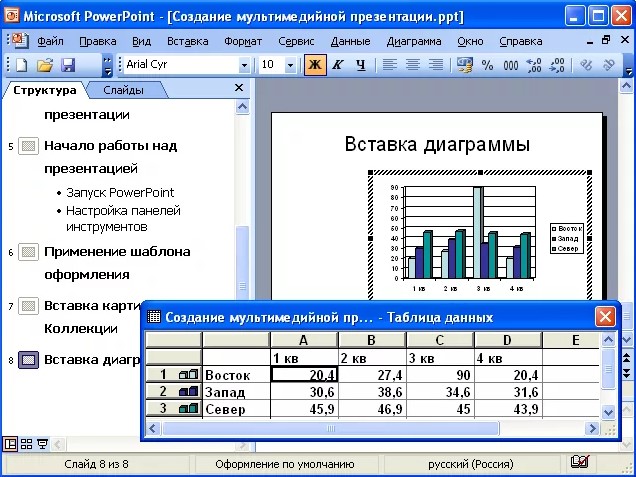 Microsoft PowerPoint - [Создание мультимедийной презентации.ppt]
Файл Правка Вид Вставка Формат Сервис Данные Диаграмма Окно Справка
Arial Cyr 10 Ж К Ч % 000
Структура Слайды
презентации
5 Начало работы над
презентацией
• Запуск PowerPoint
• Настройка панелей
инструментов
6 Применение шаблона
оформления
7 Вставка карти
Коллекции
8 Вставка диагр
Вставка диаграммы
90
80
70
60
50
40
30
20
10
0
1 кв 2 кв 3 кв 4 кв
Восток
Запад
Север
Создание мультимедийной пр... - Таблица данных
A B C D E
1 кв 2 кв 3 кв 4 кв
1 Восток 20,4 27,4 90 20,4
2 Запад 30,6 38,6 34,6 31,6
3 Север 45,9 46,9 45 43,9
Слайд 8 из 8 Оформление по умолчанию русский (Россия)